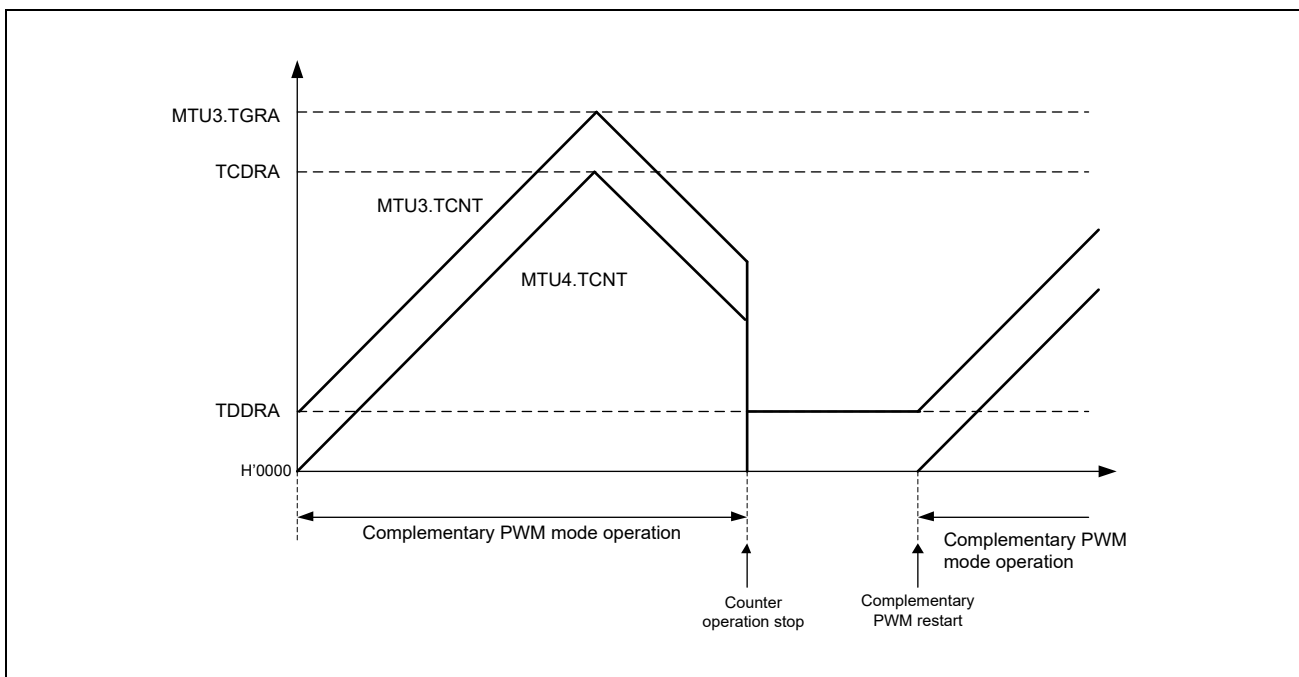 MTU3.TGRA
TCDRA
MTU3.TCNT
MTU4.TCNT
TDDRA
H'0000
Complementary PWM mode operation
Complementary PWM
mode operation
Counter
operation stop
Complementary
PWM restart